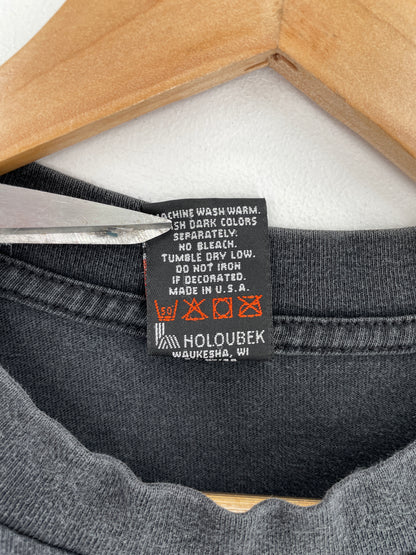 MACHINE WASH WARM.
WASH DARK COLORS
SEPARATELY.
NO BLEACH.
TUMBLE DRY LOW.
DO NOT IRON
IF DECORATED.
MADE IN U.S.A.
50
HOLOUBEK
WAUKESHA, WI